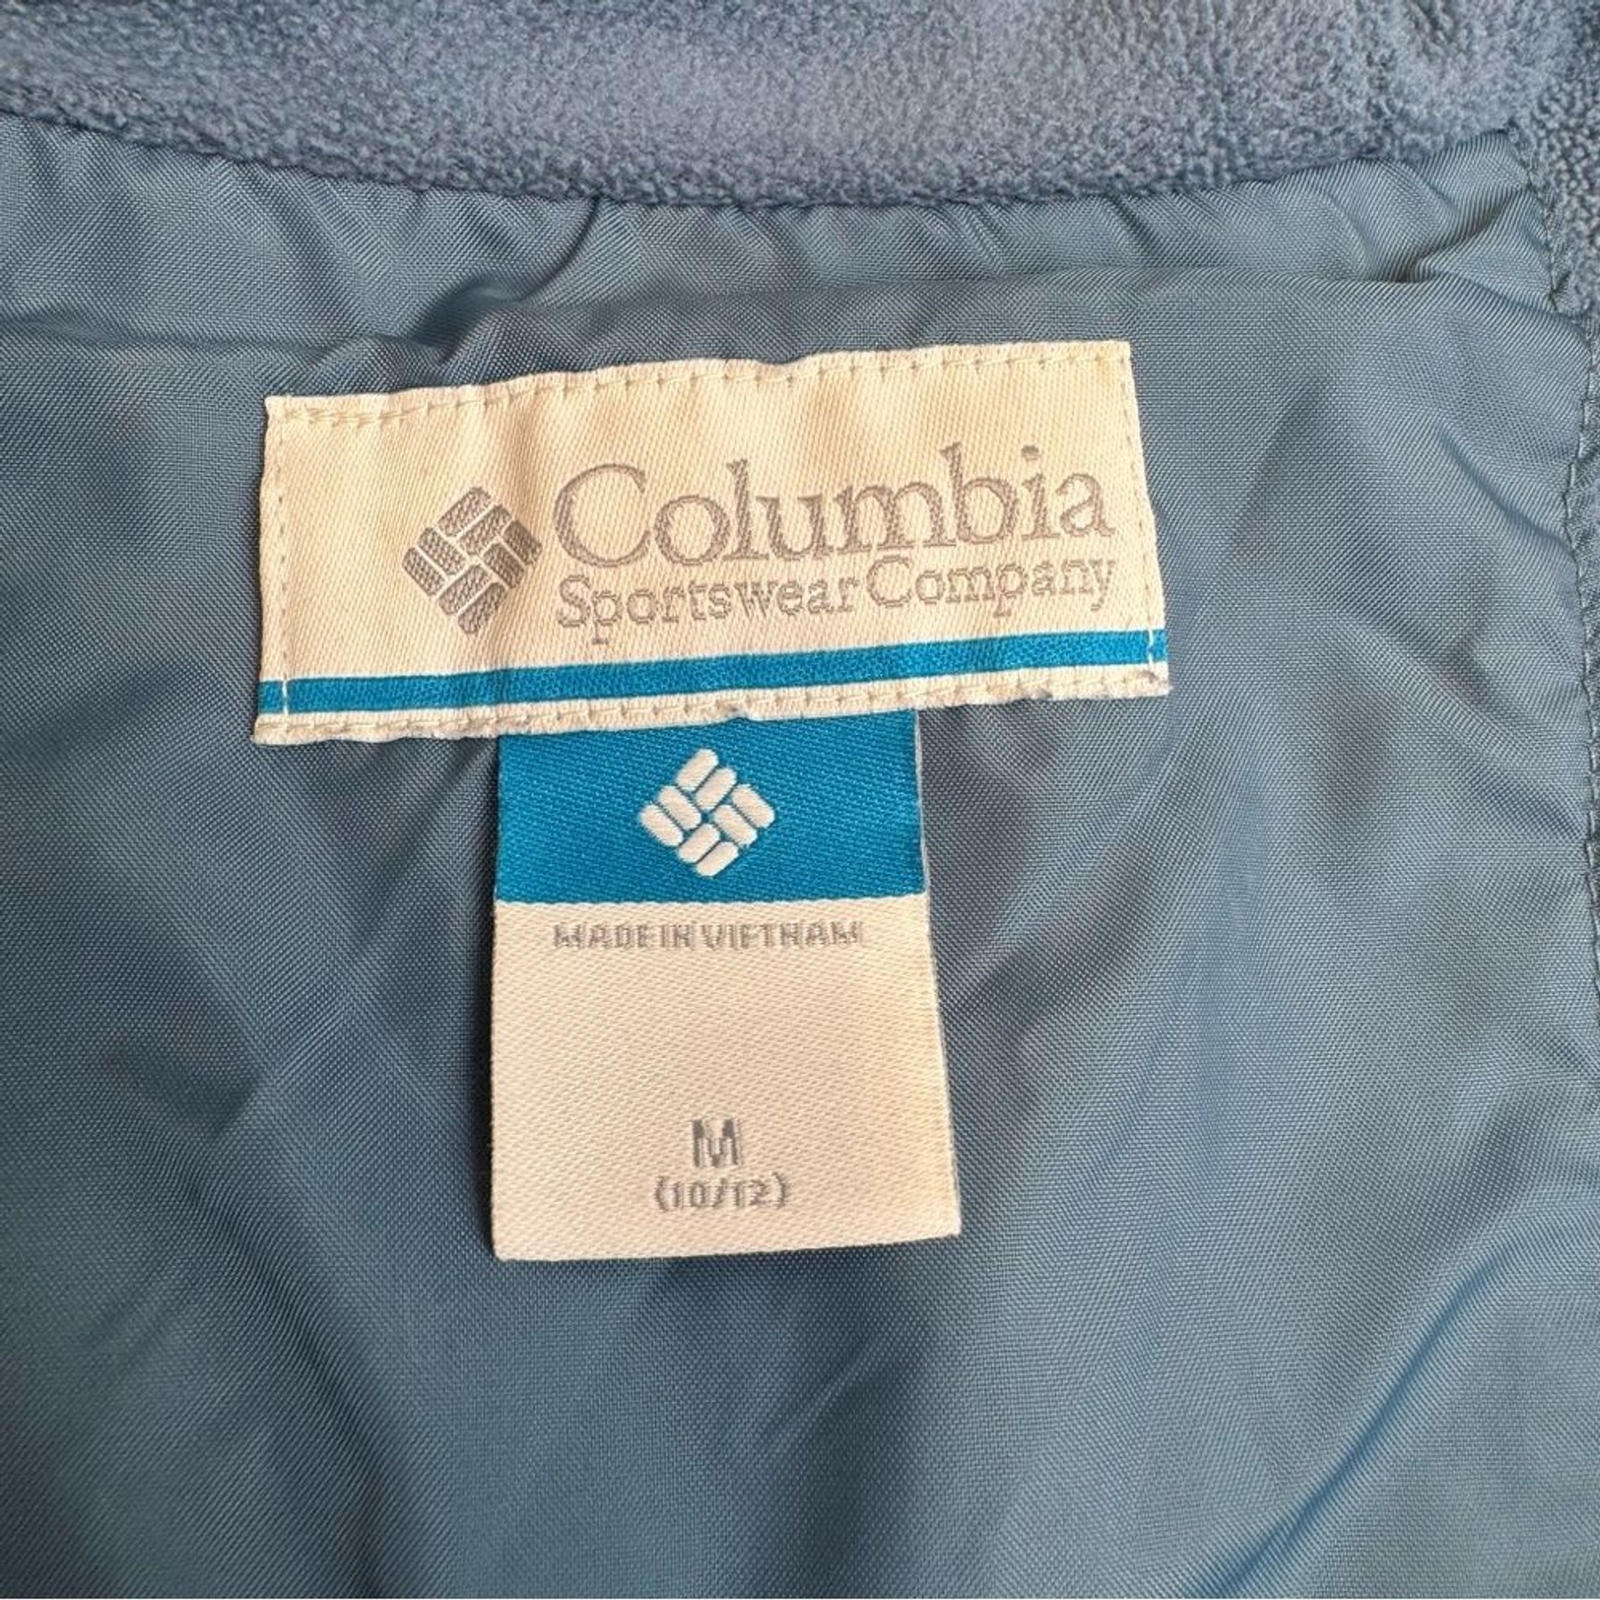 Columbia
Sportswear Company
MADE IN VIETNAM
M
(10/12)